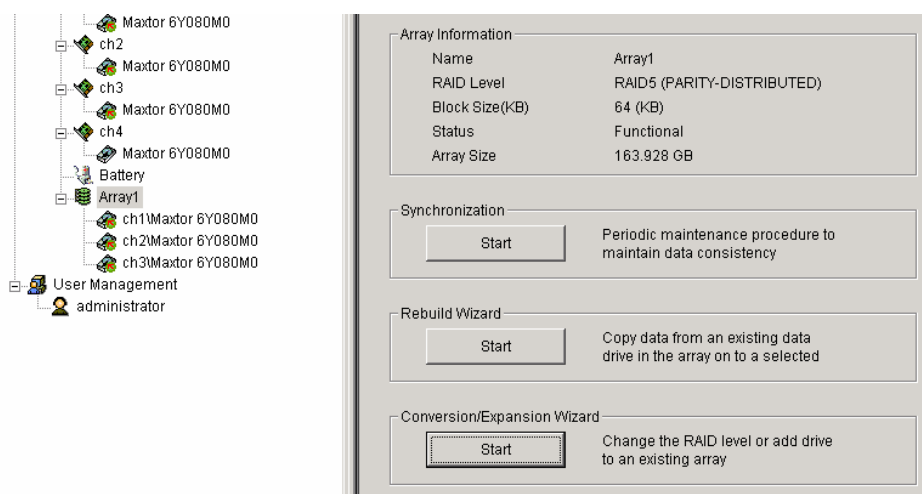 Maxtor 6Y080M0
ch2
Maxtor 6Y080M0
ch3
Maxtor 6Y080M0
ch4
Maxtor 6Y080M0
Battery
Array1
ch1\Maxtor 6Y080M0
ch2\Maxtor 6Y080M0
ch3\Maxtor 6Y080M0
User Management
administrator
Array Information
Name Array1
RAID Level RAID5 (PARITY-DISTRIBUTED)
Block Size(KB) 64 (KB)
Status Functional
Array Size 163.928 GB
Synchronization
Start
Periodic maintenance procedure to
maintain data consistency
Rebuild Wizard
Start
Copy data from an existing data
drive in the array on to a selected
Conversion/Expansion Wizard
Start
Change the RAID level or add drive
to an existing array